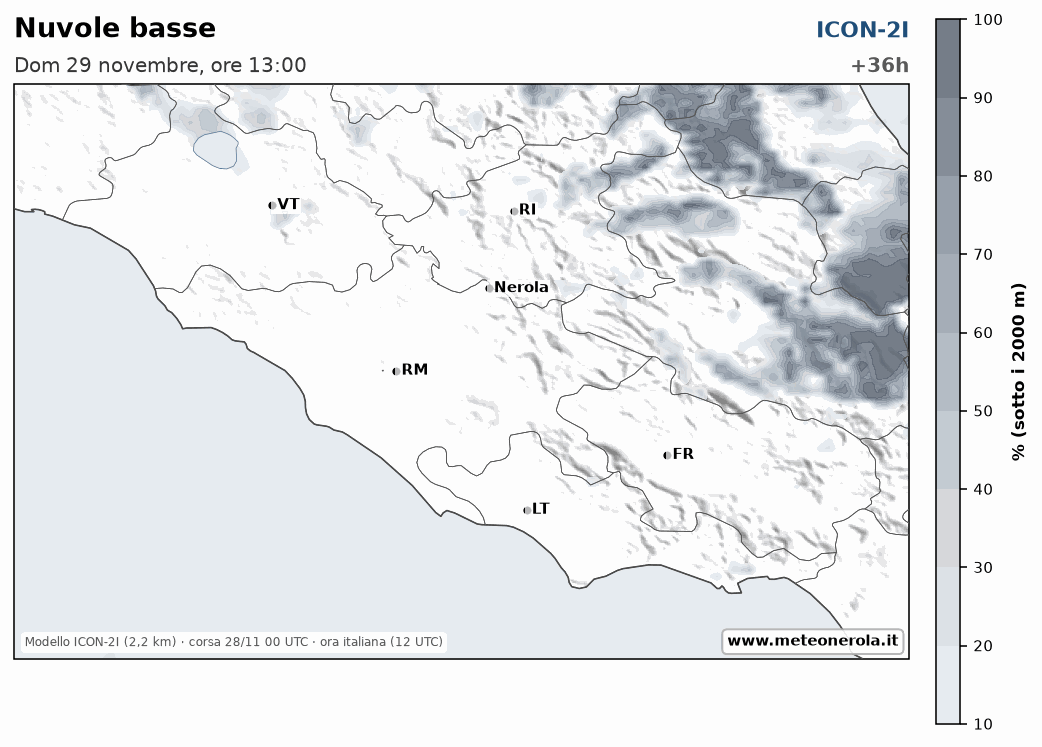 Nuvole basse
ICON-2I
Dom 29 novembre, ore 13:00
+36h
VT
RI
Nerola
RM
FR
LT
Modello ICON-2I (2,2 km) · corsa 28/11 00 UTC · ora italiana (12 UTC)
www.meteonerola.it
100
90
80
70
60
50
40
30
20
10
% (sotto i 2000 m)